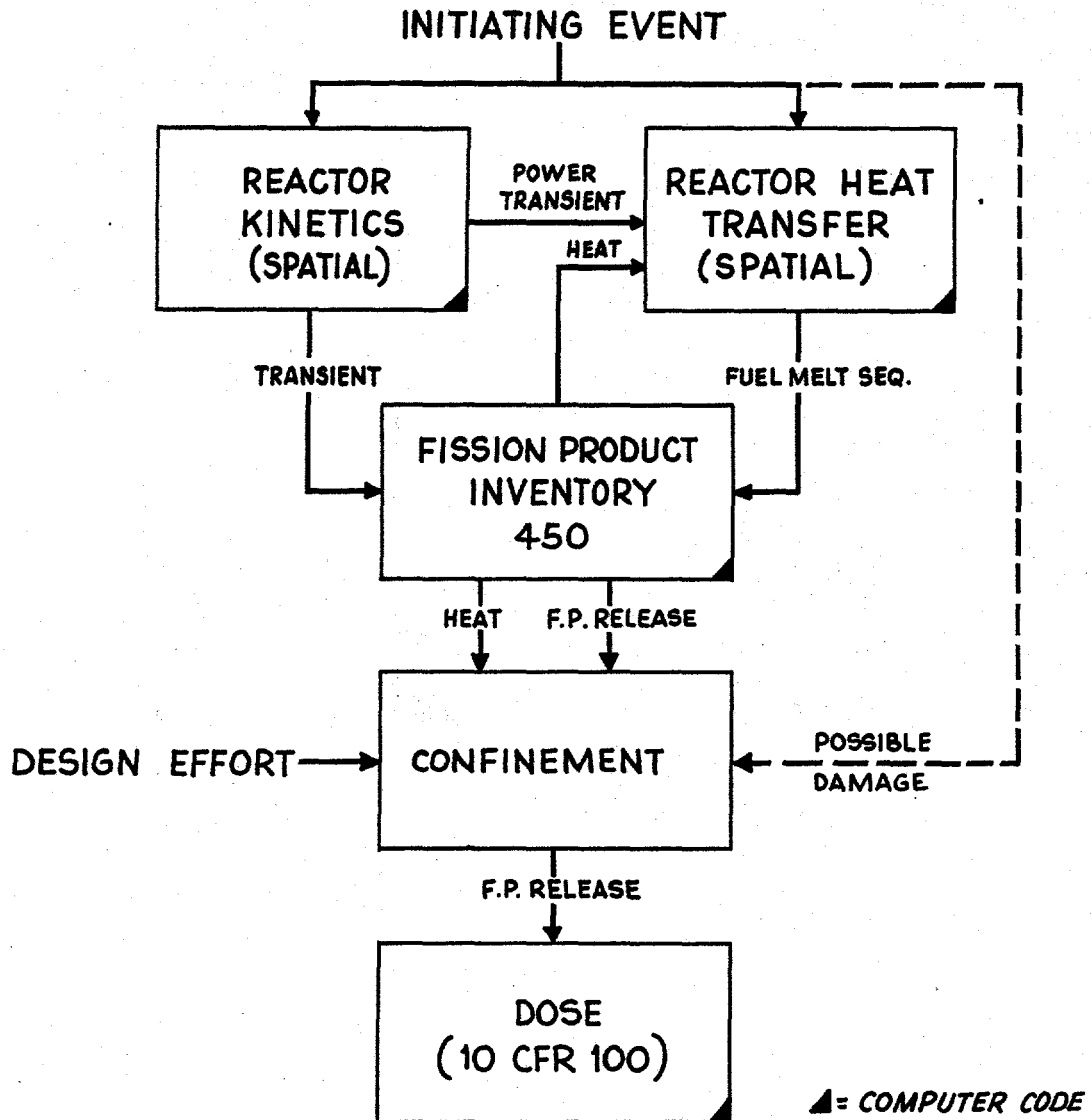 INITIATING EVENT
REACTOR
KINETICS
(SPATIAL)
POWER
TRANSIENT
HEAT
REACTOR HEAT
TRANSFER
(SPATIAL)
TRANSIENT
FUEL MELT SEQ.
FISSION PRODUCT
INVENTORY
450
HEAT
F.P. RELEASE
DESIGN EFFORT
CONFINEMENT
POSSIBLE
DAMAGE
F.P. RELEASE
DOSE
(10 CFR 100)
= COMPUTER CODE